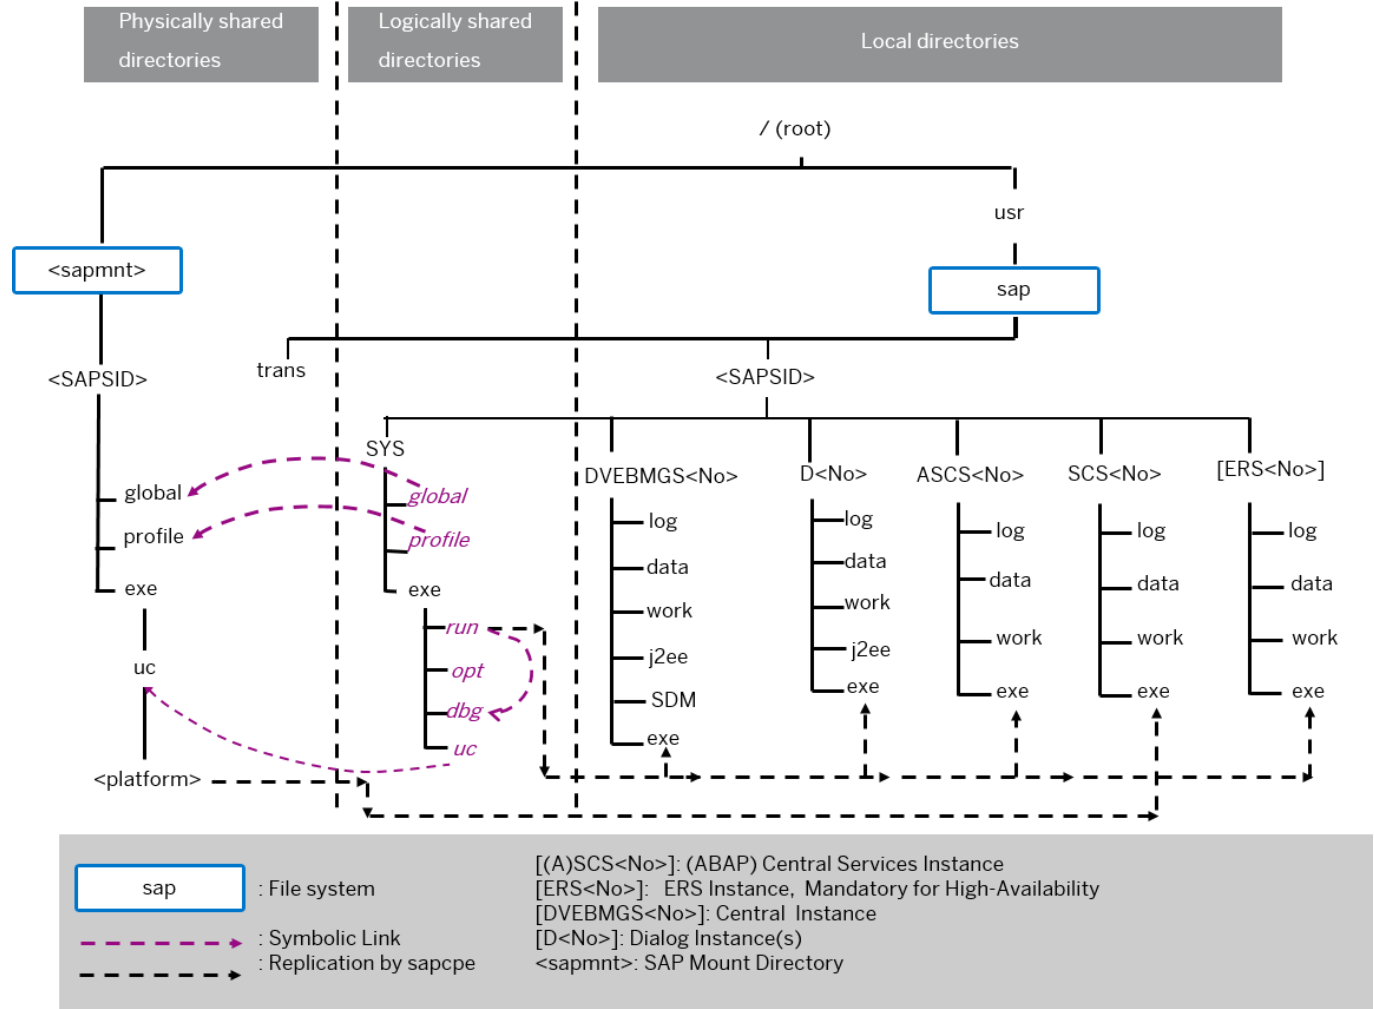 Physically shared
directories
Logically shared
directories
Local directories
/ (root)
usr
<sapmnt>
sap
<SAPSID>
trans
<SAPSID>
global
profile
exe
uc
<platform>
SYS
global
profile
exe
run
opt
dbg
uc
DVEBMGS<No>
log
data
work
j2ee
SDM
exe
D<No>
log
data
work
j2ee
exe
ASCS<No>
log
data
work
exe
SCS<No>
log
data
work
exe
[ERS<No>]
log
data
work
exe
sap
: File system
: Symbolic Link
: Replication by sapcpe
[(A)SCS<No>]: (ABAP) Central Services Instance
[ERS<No>]: ERS Instance, Mandatory for High-Availability
[DVEBMGS<No>]: Central Instance
[D<No>]: Dialog Instance(s)
<sapmnt>: SAP Mount Directory